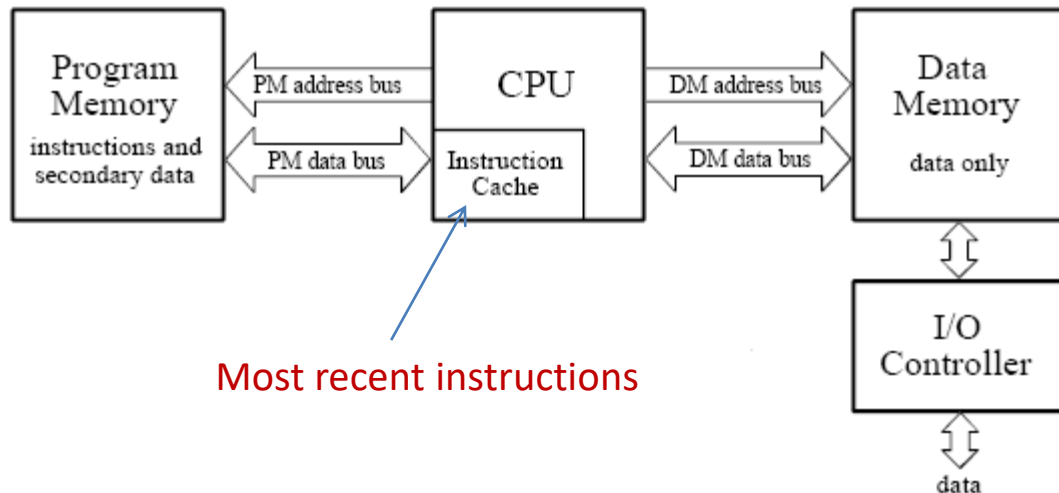 Program
Memory
instructions and
secondary data
PM address bus
PM data bus
CPU
Instruction
Cache
DM address bus
DM data bus
Data
Memory
data only
I/O
Controller
data
Most recent instructions